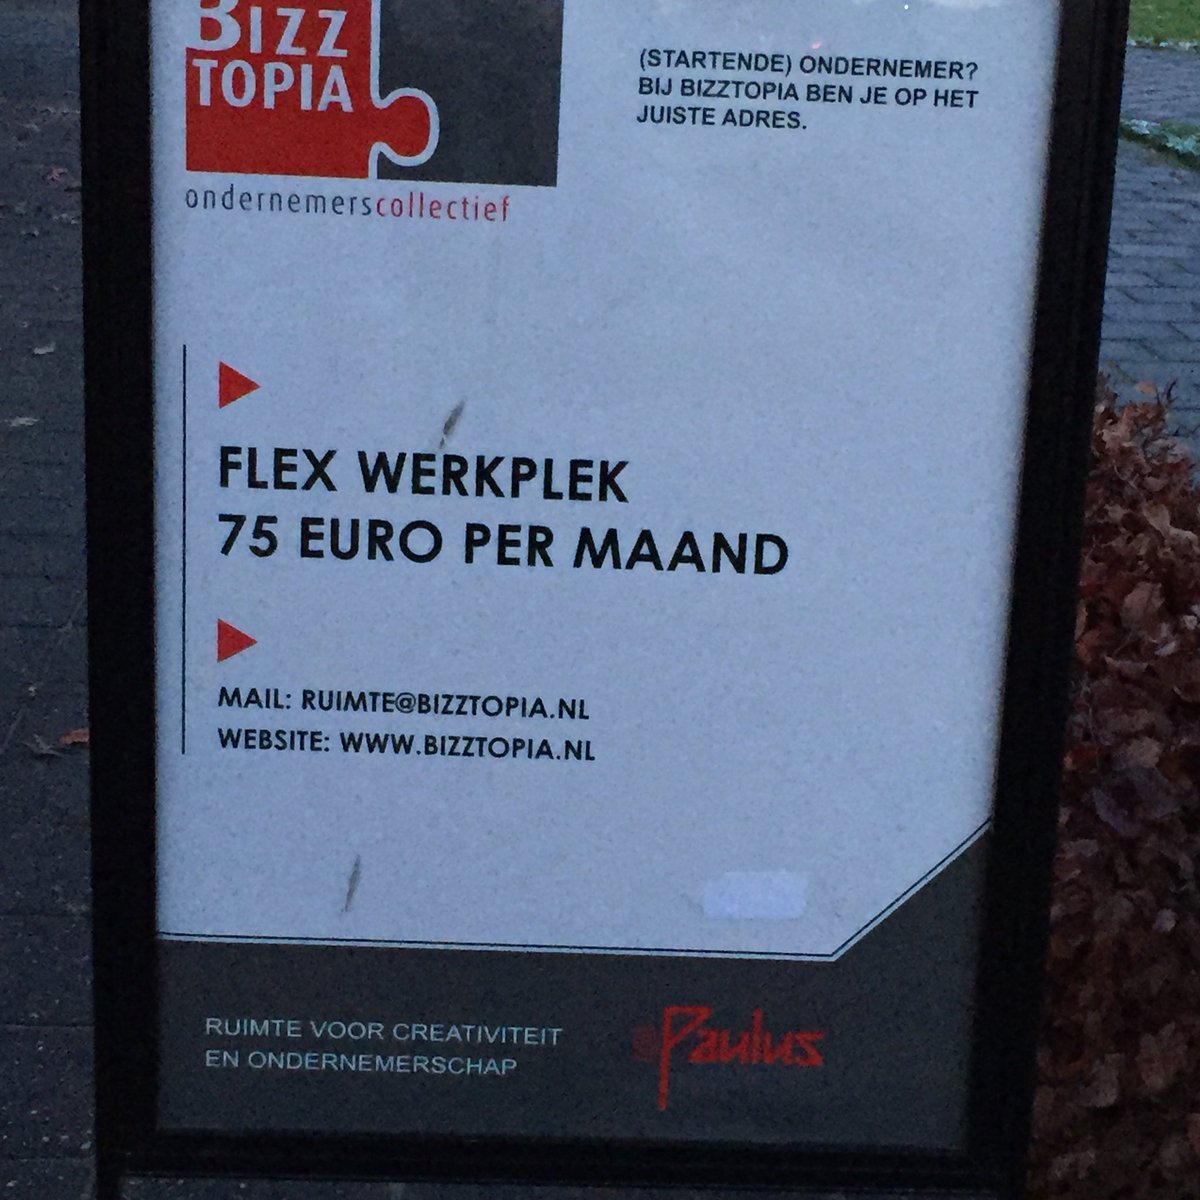 BIZZ
TOPIA
ondernemerscollectief
(STARTENDE) ONDERNEMER?
BIJ BIZZTOPIA BEN JE OP HET
JUISTE ADRES.
FLEX WERKPLEK
75 EURO PER MAAND
MAIL: RUIMTE@BIZZTOPIA.NL
WEBSITE: WWW.BIZZTOPIA.NL
RUIMTE VOOR CREATIVITEIT
EN ONDERNEMERSCHAP
@Paulus